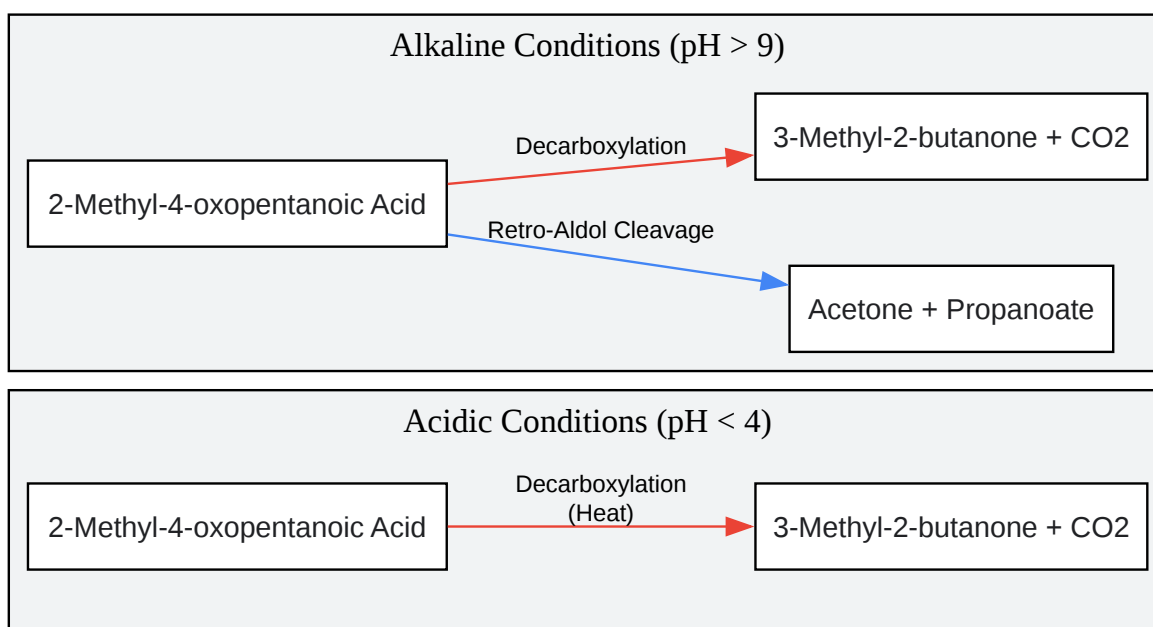 Alkaline Conditions (pH > 9)
3-Methyl-2-butanone + CO2
Decarboxylation
2-Methyl-4-oxopentanoic Acid
Retro-Aldol Cleavage
Acetone + Propanoate
Acidic Conditions (pH < 4)
Decarboxylation
(Heat)
2-Methyl-4-oxopentanoic Acid
3-Methyl-2-butanone + CO2